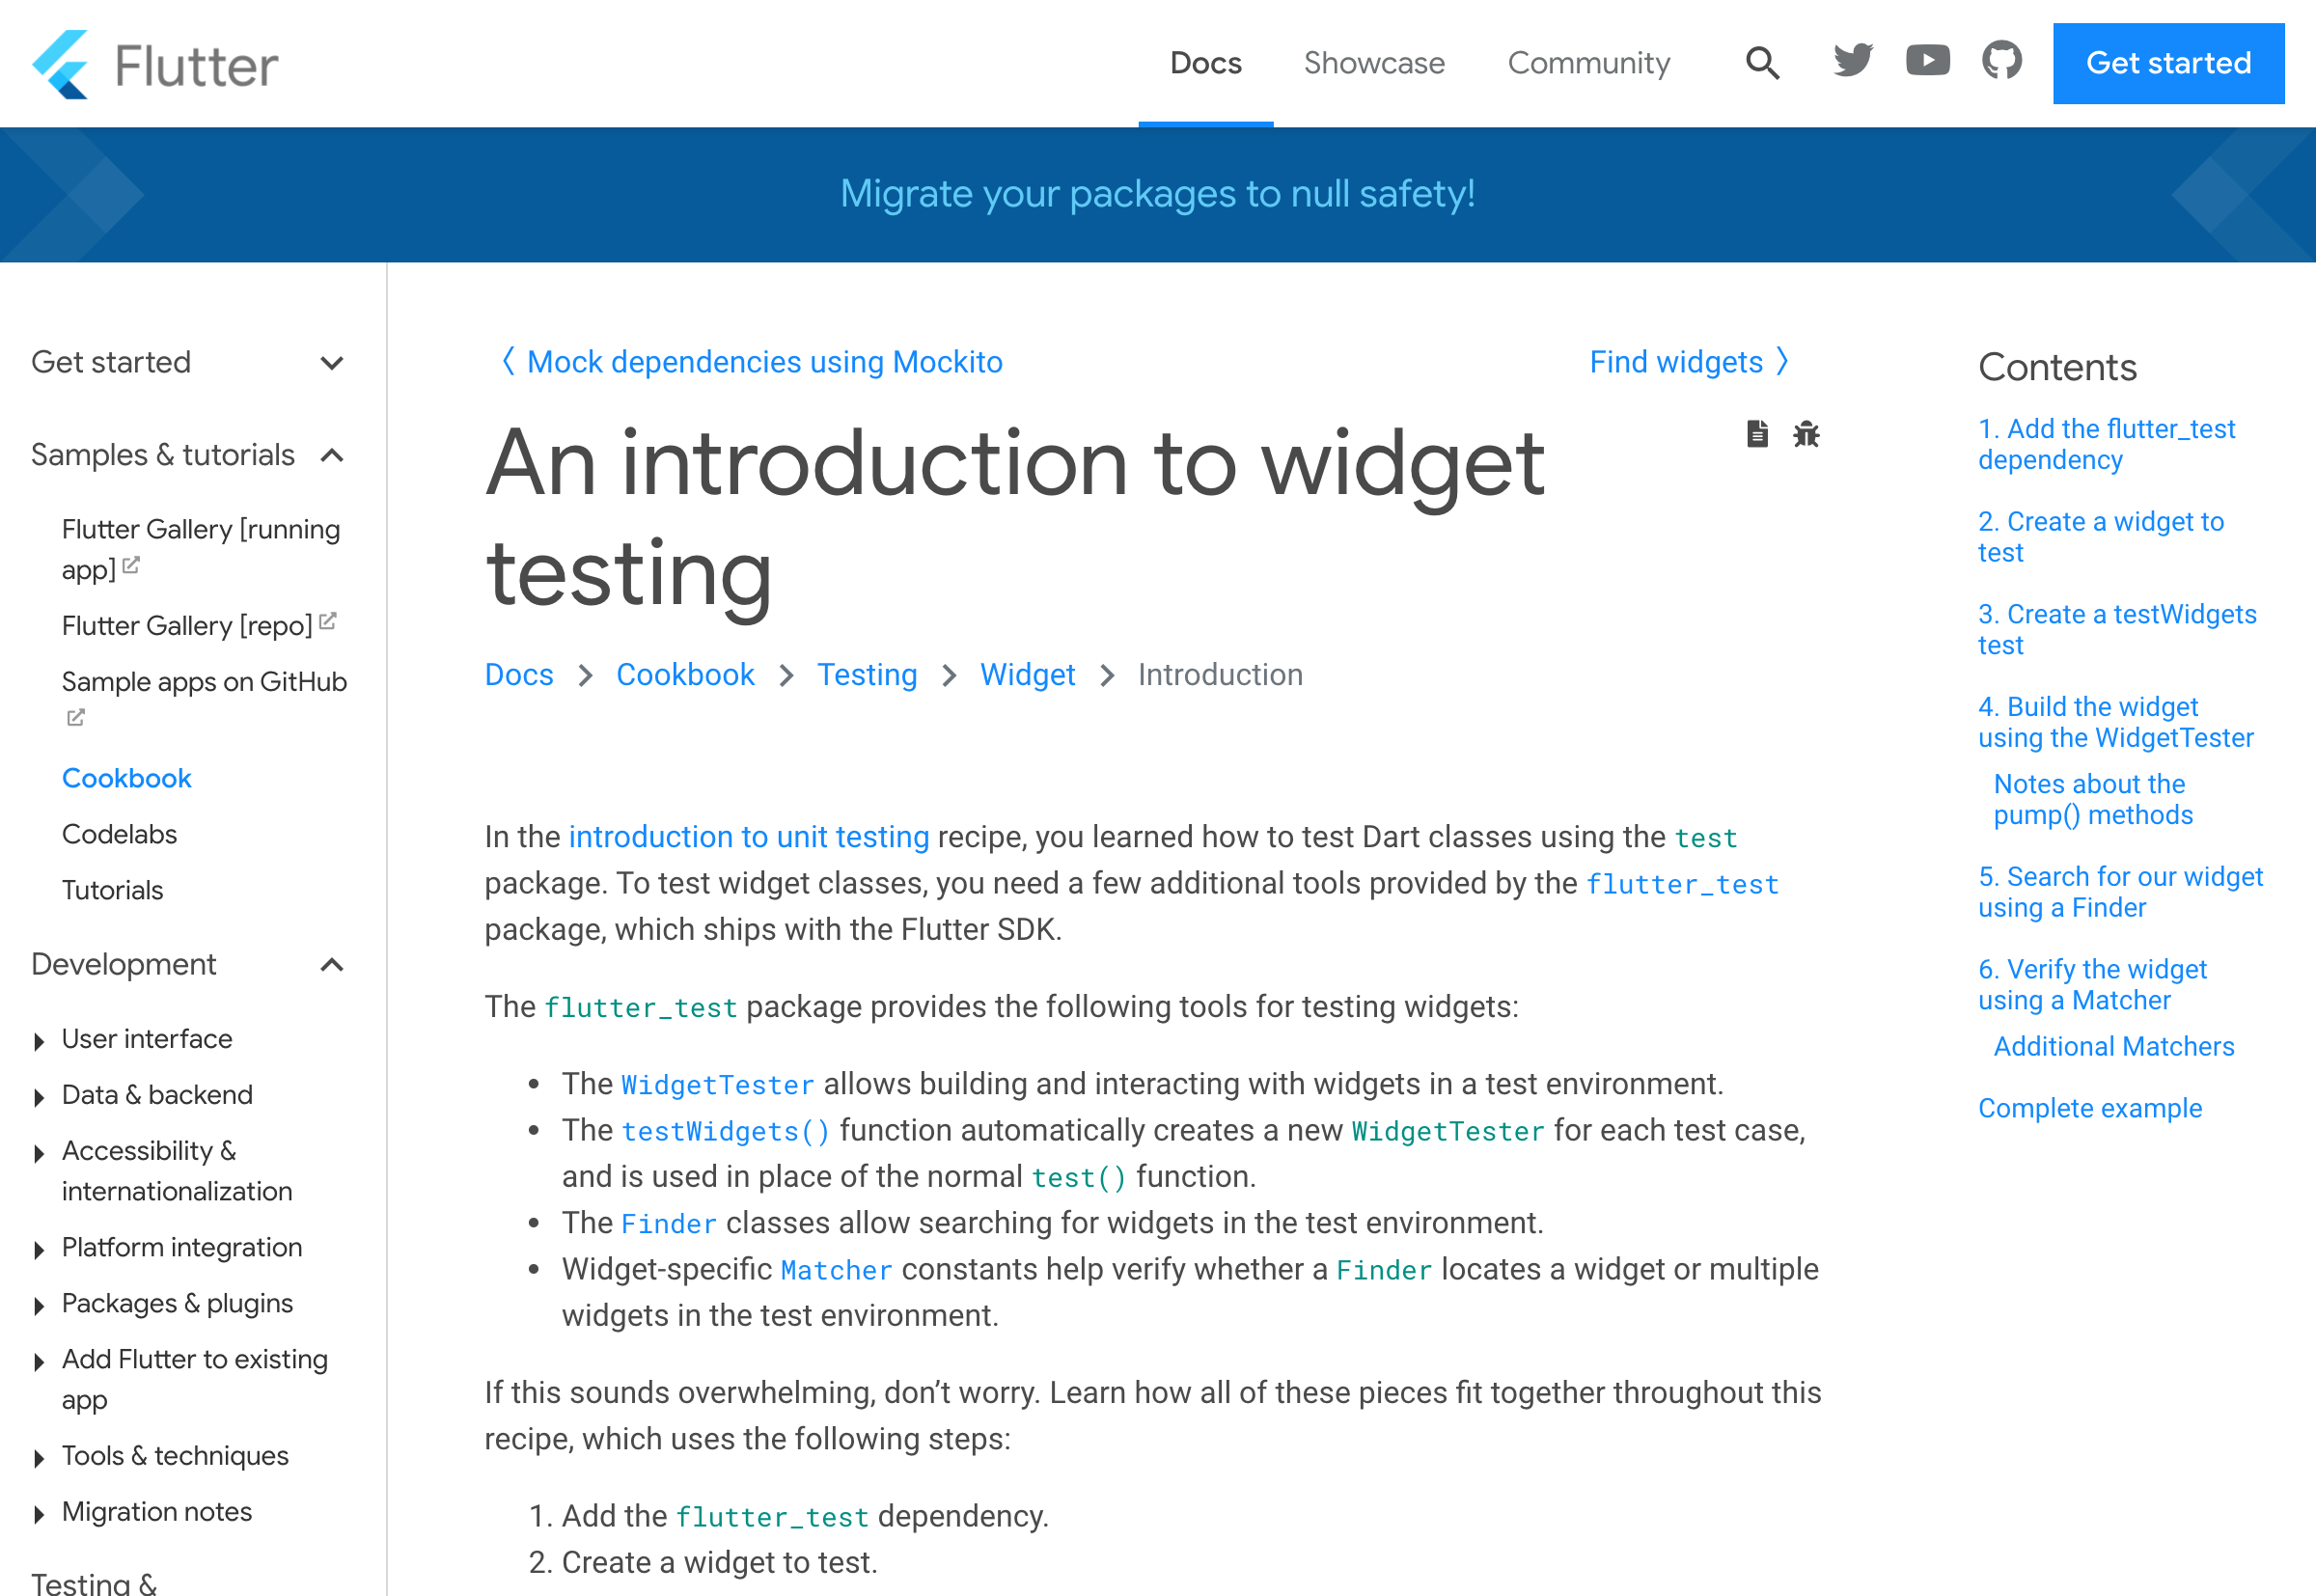 Flutter
Docs
Showcase
Community
Get started
Migrate your packages to null safety!
Get started
Samples & tutorials
Flutter Gallery [running
app]
Flutter Gallery [repo]
Sample apps on GitHub
Cookbook
Codelabs
Tutorials
Development
User interface
Data & backend
Accessibility &
internationalization
Platform integration
Packages & plugins
Add Flutter to existing
app
Tools & techniques
Migration notes
Testing &
〈 Mock dependencies using Mockito
Find widgets 〉
An introduction to widget
testing
Docs > Cookbook > Testing > Widget > Introduction
In the introduction to unit testing recipe, you learned how to test Dart classes using the test
package. To test widget classes, you need a few additional tools provided by the flutter_test
package, which ships with the Flutter SDK.
The flutter_test package provides the following tools for testing widgets:
• The WidgetTester allows building and interacting with widgets in a test environment.
• The testWidgets() function automatically creates a new WidgetTester for each test case,
and is used in place of the normal test() function.
• The Finder classes allow searching for widgets in the test environment.
• Widget-specific Matcher constants help verify whether a Finder locates a widget or multiple
widgets in the test environment.
If this sounds overwhelming, don’t worry. Learn how all of these pieces fit together throughout this
recipe, which uses the following steps:
1. Add the flutter_test dependency.
2. Create a widget to test.
Contents
1. Add the flutter_test
dependency
2. Create a widget to
test
3. Create a testWidgets
test
4. Build the widget
using the WidgetTester
Notes about the
pump() methods
5. Search for our widget
using a Finder
6. Verify the widget
using a Matcher
Additional Matchers
Complete example